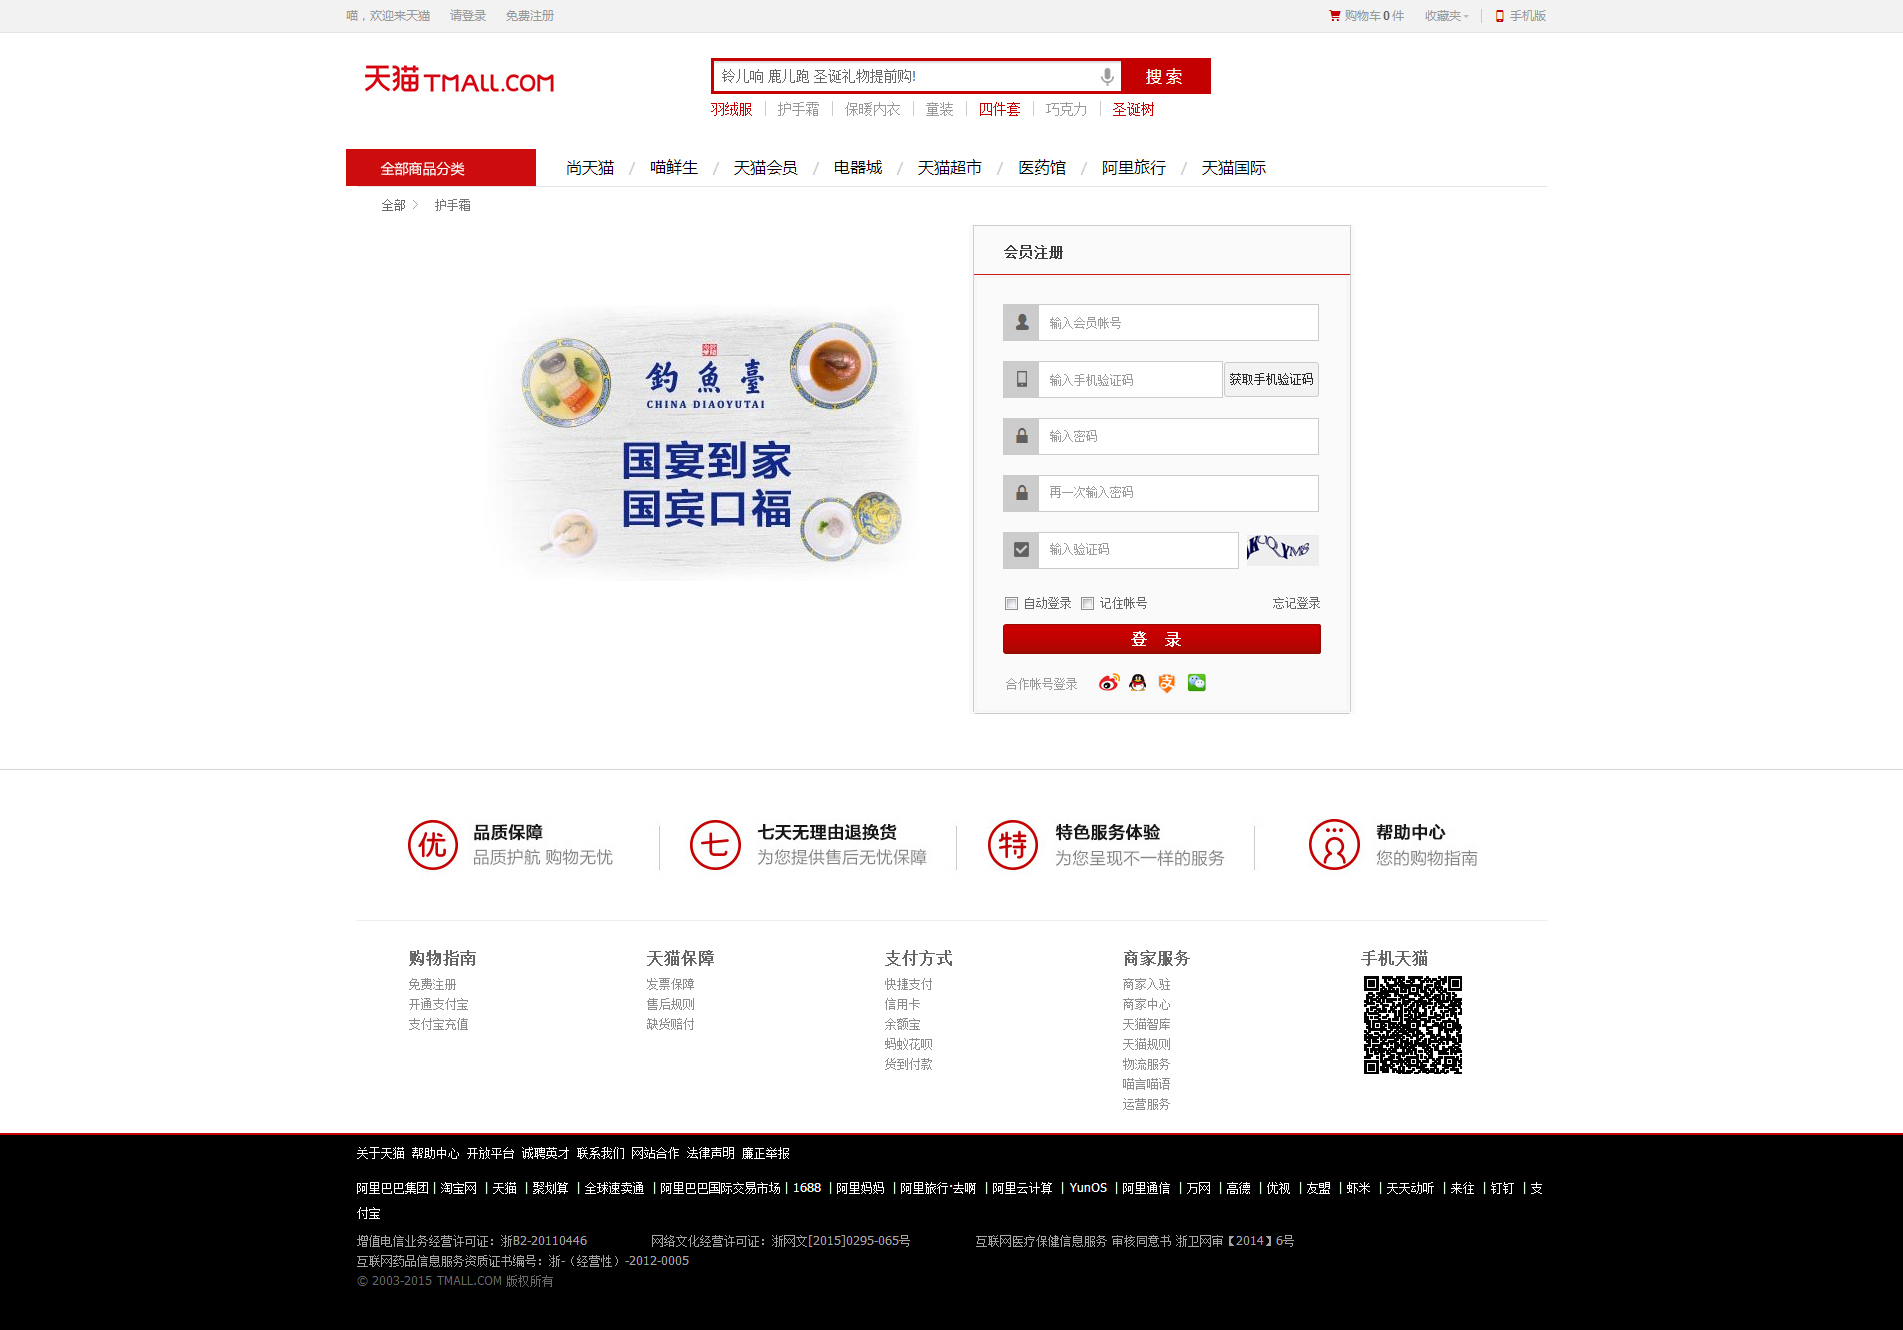 喵，欢迎来天猫 请登录 免费注册 购物车0件 收藏夹 手机版
天猫 TMALL.COM
铃儿响 鹿儿跑 圣诞礼物提前购! 搜 索
羽绒服 护手霜 保暖内衣 童装 四件套 巧克力 圣诞树
全部商品分类 尚天猫 / 喵鲜生 / 天猫会员 / 电器城 / 天猫超市 / 医药馆 / 阿里旅行 / 天猫国际
全部 > 护手霜
釣魚臺
CHINA DIAOYUTAI
国宴到家
国宾口福
会员注册
输入会员帐号
输入手机验证码 获取手机验证码
输入密码
再一次输入密码
输入验证码
自动登录 记住帐号 忘记登录
登 录
合作帐号登录
优 品质保障
品质护航 购物无忧
七 七天无理由退换货
为您提供售后无忧保障
特 特色服务体验
为您呈现不一样的服务
帮助中心
您的购物指南
购物指南
免费注册
开通支付宝
支付宝充值
天猫保障
发票保障
售后规则
缺货赔付
支付方式
快捷支付
信用卡
余额宝
蚂蚁花呗
货到付款
商家服务
商家入驻
商家中心
天猫智库
天猫规则
物流服务
喵言喵语
运营服务
手机天猫
关于天猫 帮助中心 开放平台 诚聘英才 联系我们 网站合作 法律声明 廉正举报
阿里巴巴集团 | 淘宝网 | 天猫 | 聚划算 | 全球速卖通 | 阿里巴巴国际交易市场 | 1688 | 阿里妈妈 | 阿里旅行·去啊 | 阿里云计算 | YunOS | 阿里通信 | 万网 | 高德 | 优视 | 友盟 | 虾米 | 天天动听 | 来往 | 钉钉 | 支
付宝
增值电信业务经营许可证：浙B2-20110446 网络文化经营许可证：浙网文[2015]0295-065号 互联网医疗保健信息服务 审核同意书 浙卫网审【2014】6号
互联网药品信息服务资质证书编号：浙-（经营性）-2012-0005
© 2003-2015 TMALL.COM 版权所有